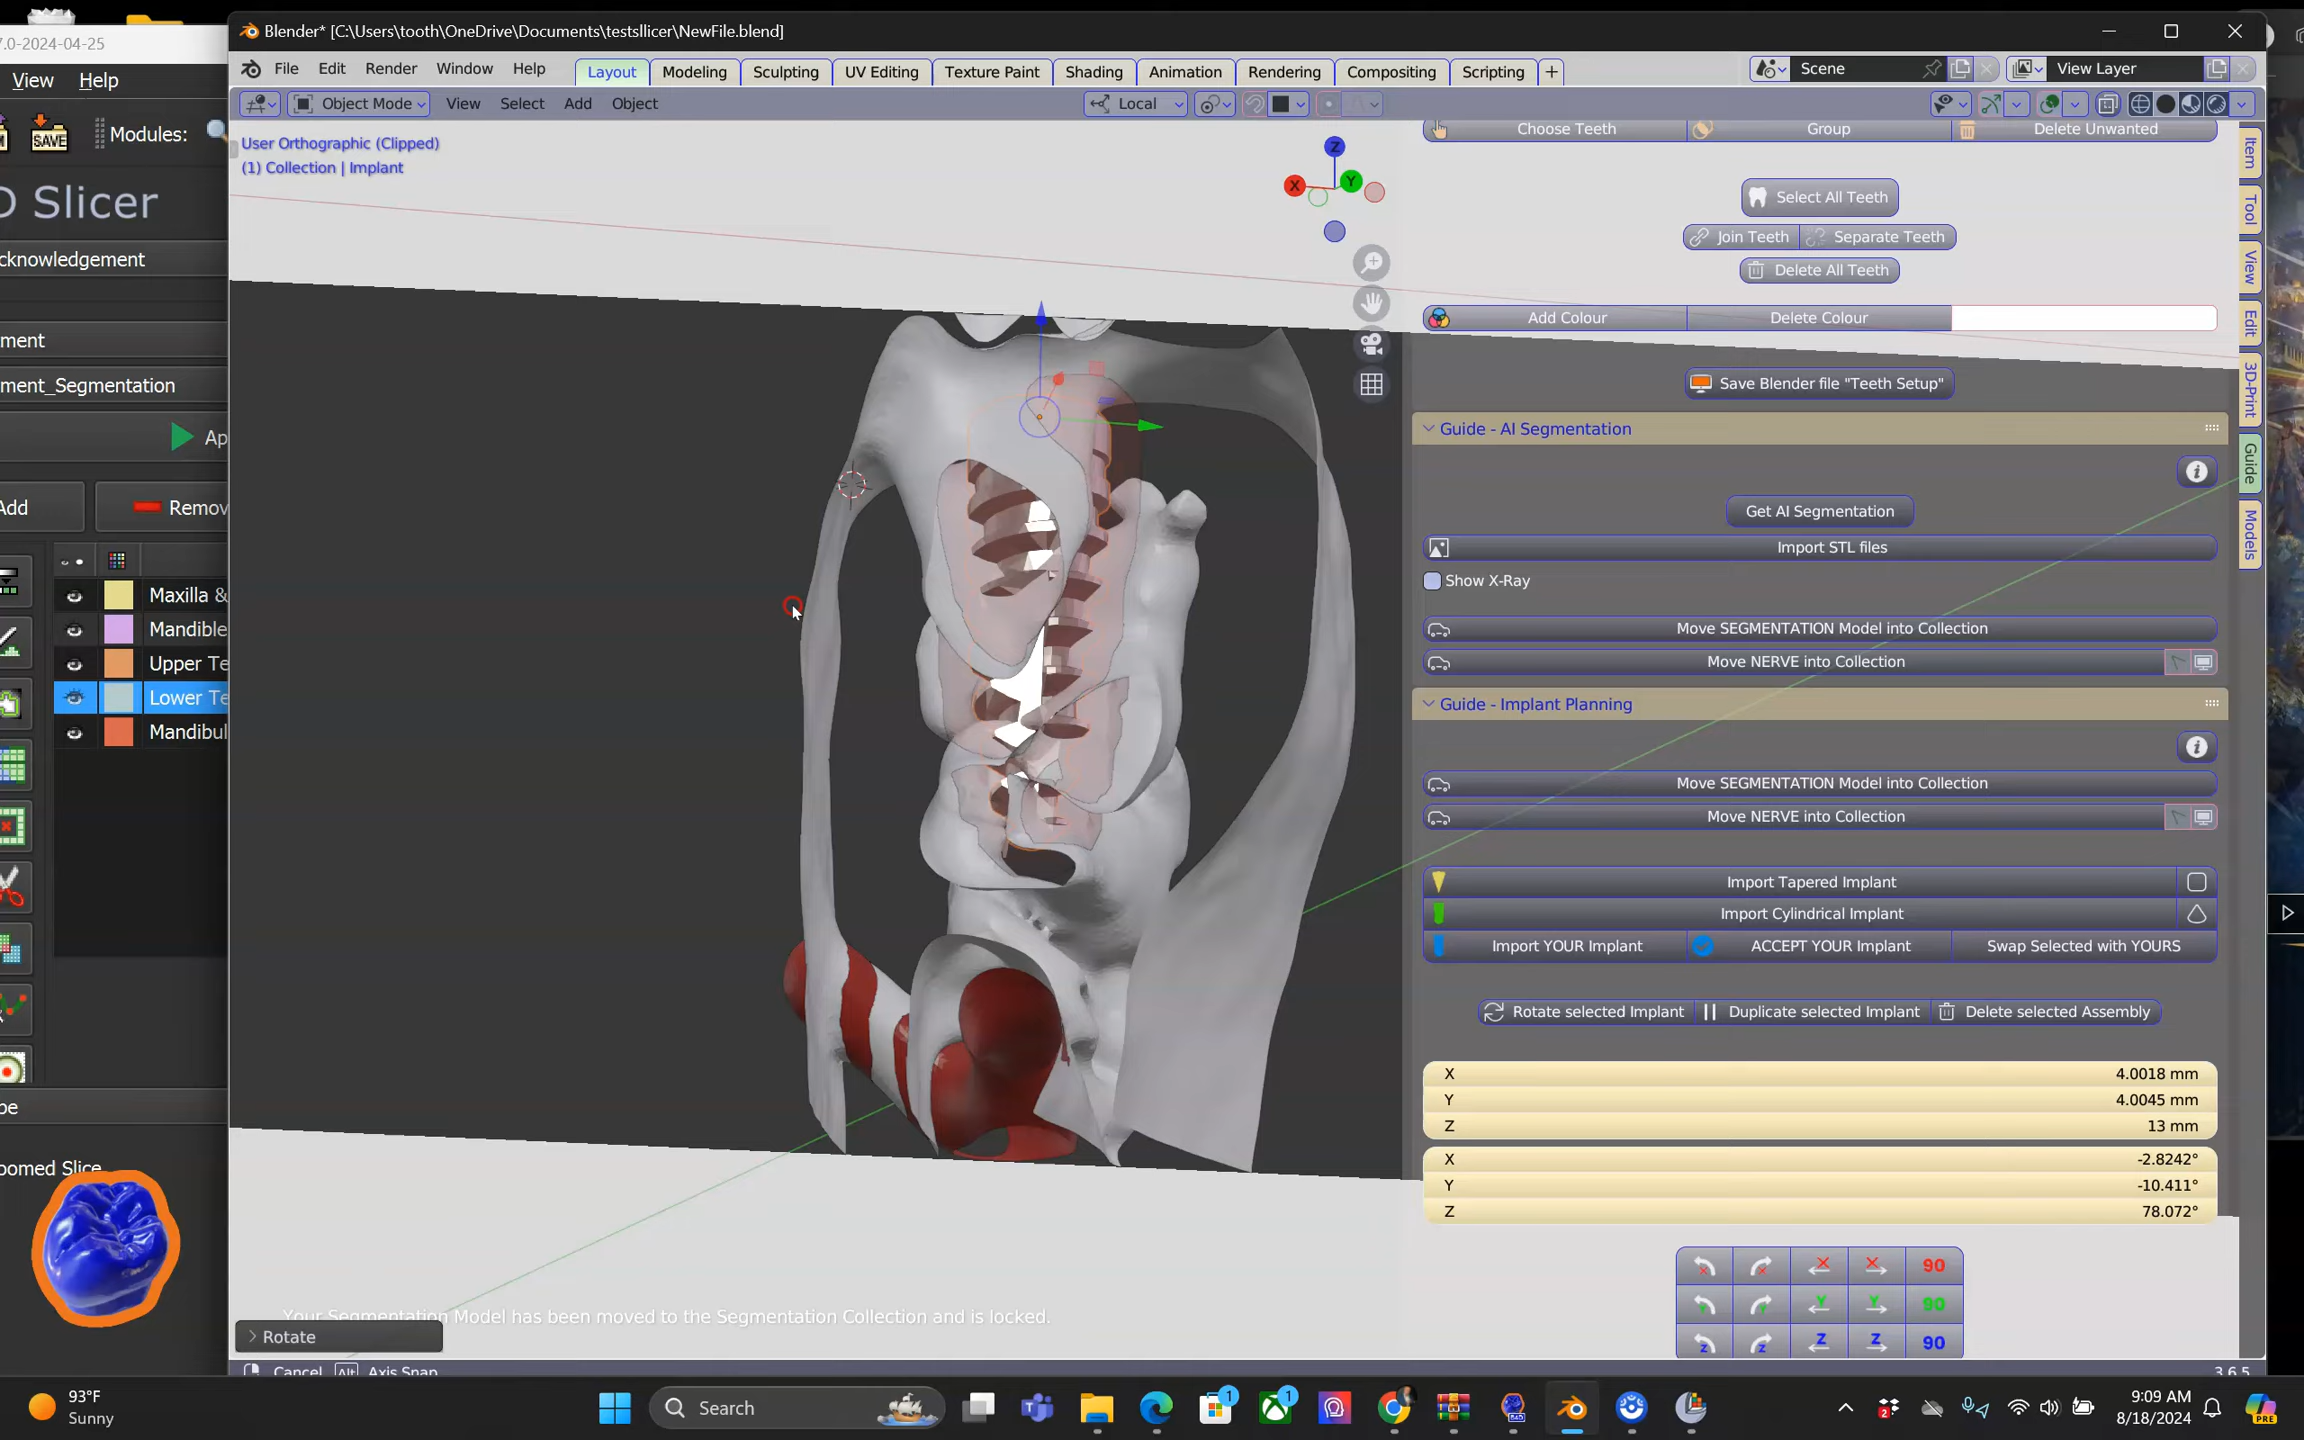 7.0-2024-04-25
Blender* [C:\Users\tooth\OneDrive\Documents\testsllicer\NewFile.blend]
View Help
File Edit Render Window Help Layout Modeling Sculpting UV Editing Texture Paint Shading Animation Rendering Compositing Scripting +
Scene View Layer
Object Mode View Select Add Object Local
SAVE Modules:
User Orthographic (Clipped)
(1) Collection | Implant
D Slicer
cknowledgement
ment
ment_Segmentation
Ap
Add Remov
Maxilla &
Mandible
Upper Te
Lower Te
Mandibul
pe
oomed Slice
Z
X Y
Choose Teeth Group Delete Unwanted
Select All Teeth
Join Teeth Separate Teeth
Delete All Teeth
Add Colour Delete Colour
Save Blender file "Teeth Setup"
Guide - AI Segmentation
Get AI Segmentation
Import STL files
Show X-Ray
Move SEGMENTATION Model into Collection
Move NERVE into Collection
Guide - Implant Planning
Move SEGMENTATION Model into Collection
Move NERVE into Collection
Import Tapered Implant
Import Cylindrical Implant
Import YOUR Implant ACCEPT YOUR Implant Swap Selected with YOURS
Rotate selected Implant Duplicate selected Implant Delete selected Assembly
X 4.0018 mm
Y 4.0045 mm
Z 13 mm
X -2.8242°
Y -10.411°
Z 78.072°
X X X X 90
Y Y Y Y 90
Z Z Z Z 90
Item
Tool
View
Edit
3D-Print
Guide
Models
Your Segmentation Model has been moved to the Segmentation Collection and is locked.
Rotate
Cancel Alt Axis Snap
3.6.5
93°F
Sunny
Search
1
1
2
9:09 AM
8/18/2024
PRE